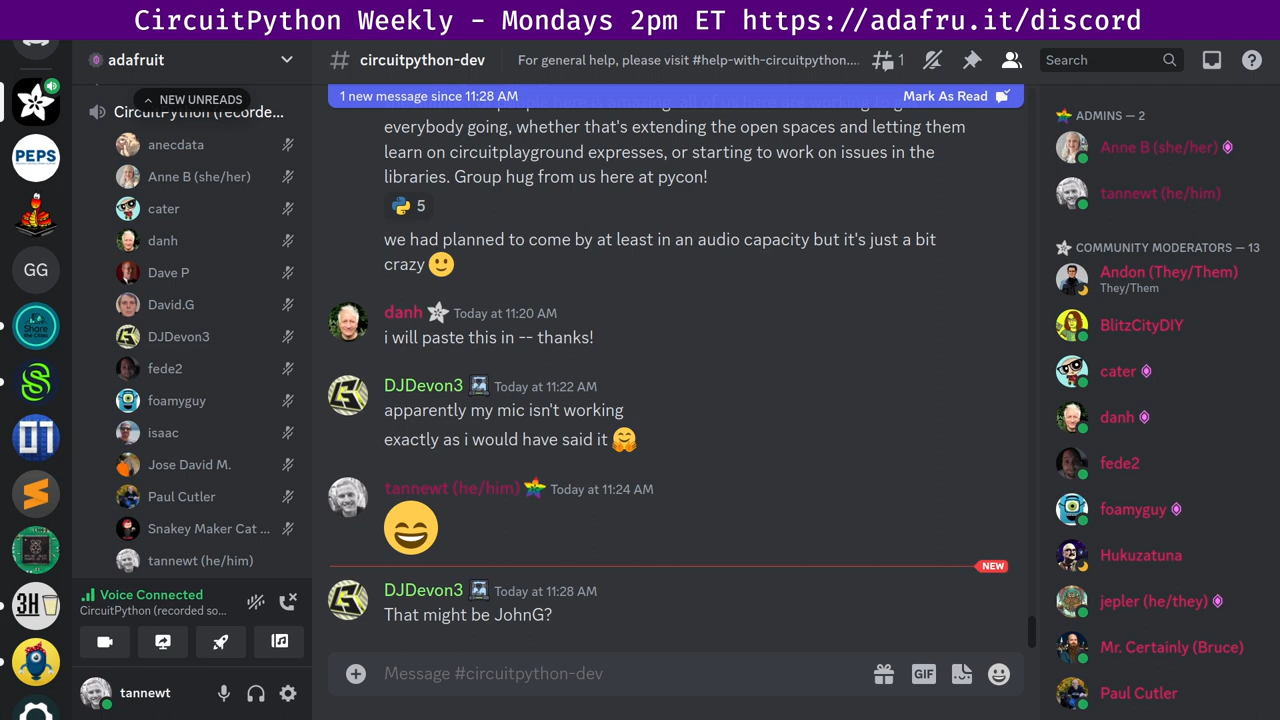 CircuitPython Weekly - Mondays 2pm ET https://adafru.it/discord
adafruit
NEW UNREADS
CircuitPython (recorde...
anecdata
Anne B (she/her)
cater
danh
Dave P
David.G
DJDevon3
fede2
foamyguy
isaac
Jose David M.
Paul Cutler
Snakey Maker Cat ...
tannewt (he/him)
Voice Connected
CircuitPython (recorded so...
tannewt
PEPS
GG
Share
3H
circuitpython-dev
For general help, please visit #help-with-circuitpython....
1
Search
1 new message since 11:28 AM
Mark As Read
everybody going, whether that's extending the open spaces and letting them
learn on circuitplayground expresses, or starting to work on issues in the
libraries. Group hug from us here at pycon!
5
we had planned to come by at least in an audio capacity but it's just a bit
crazy 🙂
danh Today at 11:20 AM
i will paste this in -- thanks!
DJDevon3 Today at 11:22 AM
apparently my mic isn't working
exactly as i would have said it 🤗
tannewt (he/him) Today at 11:24 AM
😄
NEW
DJDevon3 Today at 11:28 AM
That might be JohnG?
Message #circuitpython-dev
GIF
ADMINS — 2
Anne B (she/her)
tannewt (he/him)
COMMUNITY MODERATORS — 13
Andon (They/Them)
They/Them
BlitzCityDIY
cater
danh
fede2
foamyguy
Hukuzatuna
jepler (he/they)
Mr. Certainly (Bruce)
Paul Cutler